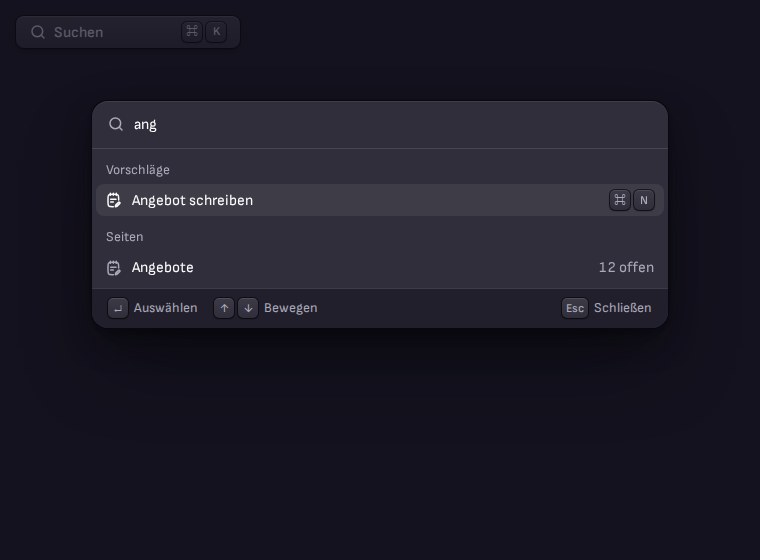 Suchen ⌘ K
ang
Vorschläge
Angebot schreiben ⌘ N
Seiten
Angebote 12 offen
↵ Auswählen ↑ ↓ Bewegen Esc Schließen